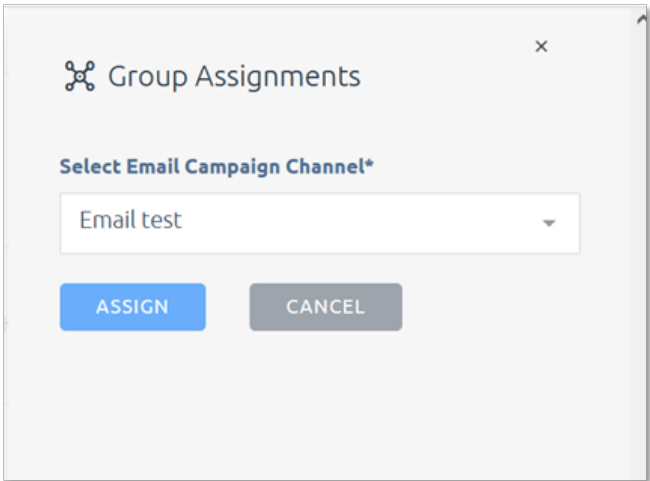 Group Assignments
Select Email Campaign Channel*
Email test
ASSIGN CANCEL